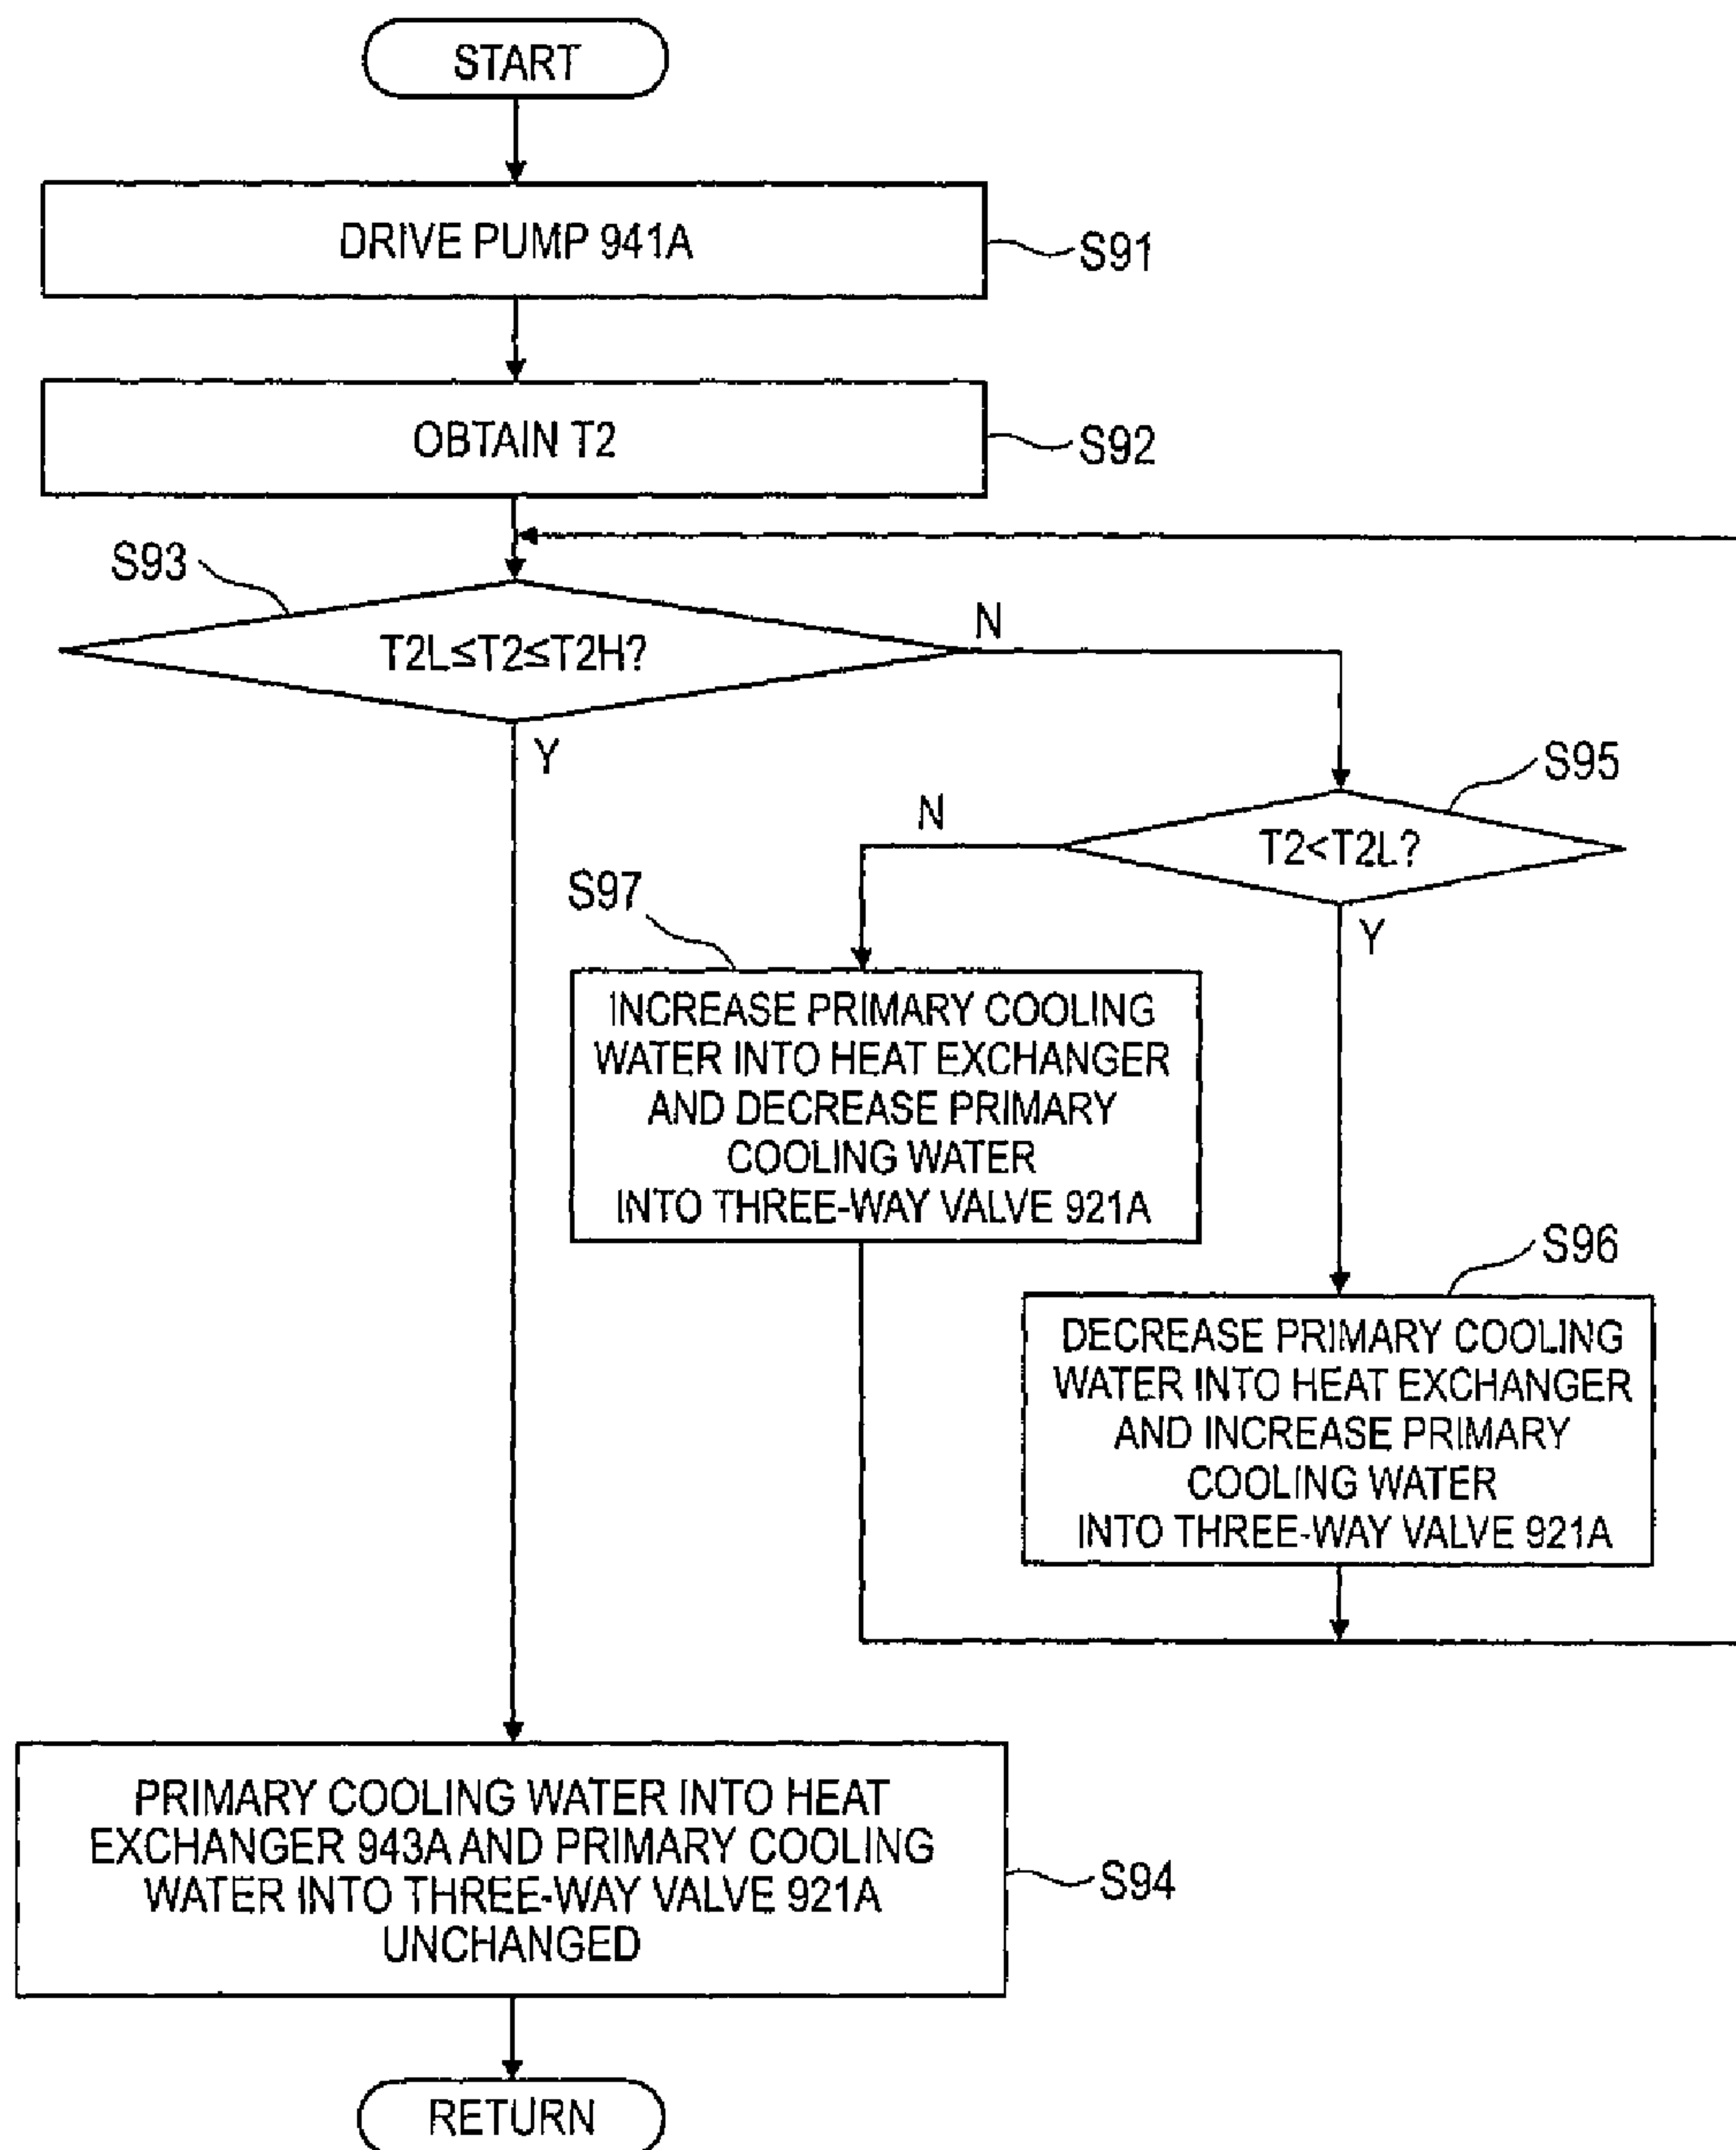 START
DRIVE PUMP 941A
S91
OBTAIN T2
S92
S93
T2L≤T2≤T2H?
N
Y
S95
T2<T2L?
N
Y
S97
INCREASE PRIMARY COOLING
WATER INTO HEAT EXCHANGER
AND DECREASE PRIMARY
COOLING WATER
INTO THREE-WAY VALVE 921A
S96
DECREASE PRIMARY COOLING
WATER INTO HEAT EXCHANGER
AND INCREASE PRIMARY
COOLING WATER
INTO THREE-WAY VALVE 921A
PRIMARY COOLING WATER INTO HEAT
EXCHANGER 943A AND PRIMARY COOLING
WATER INTO THREE-WAY VALVE 921A
UNCHANGED
S94
RETURN